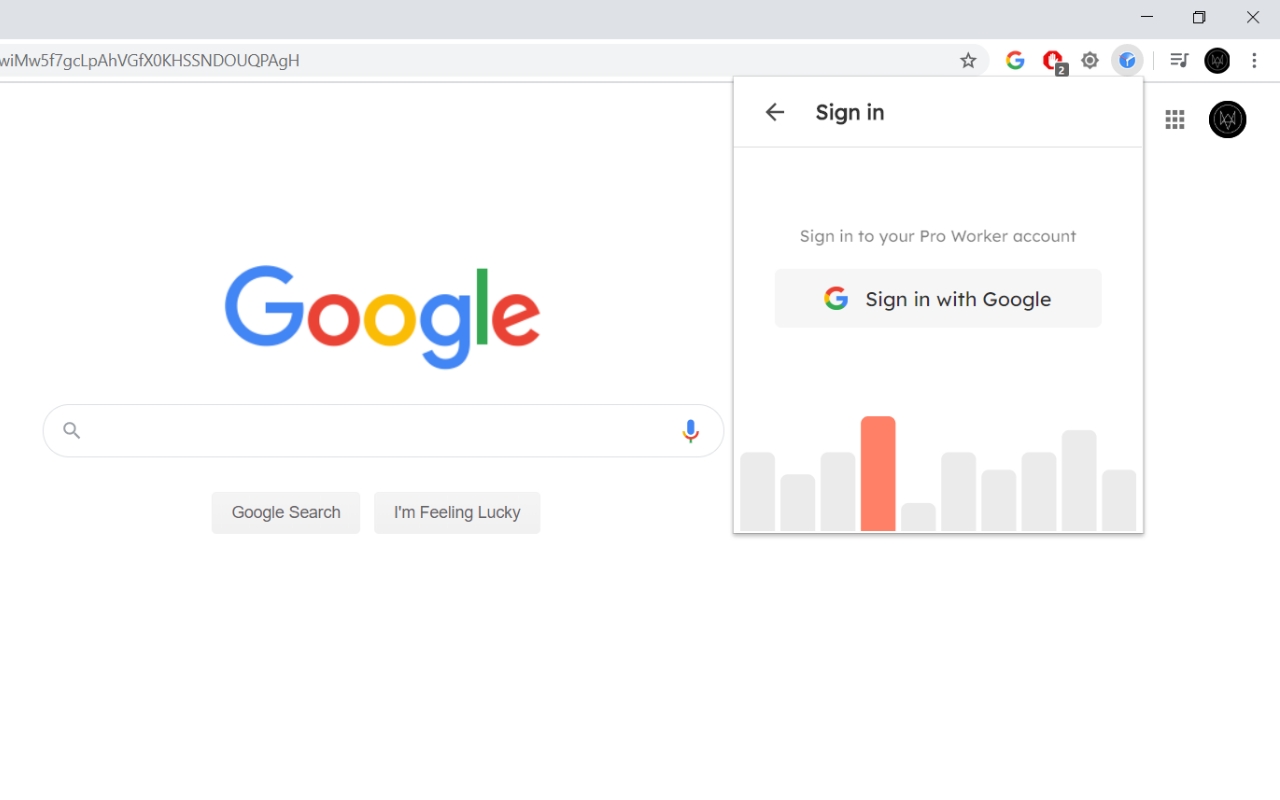 wiMw5f7gcLpAhVGfX0KHSSNDOUQPAgH
2
Sign in
Sign in to your Pro Worker account
Sign in with Google
Google
Google Search
I'm Feeling Lucky